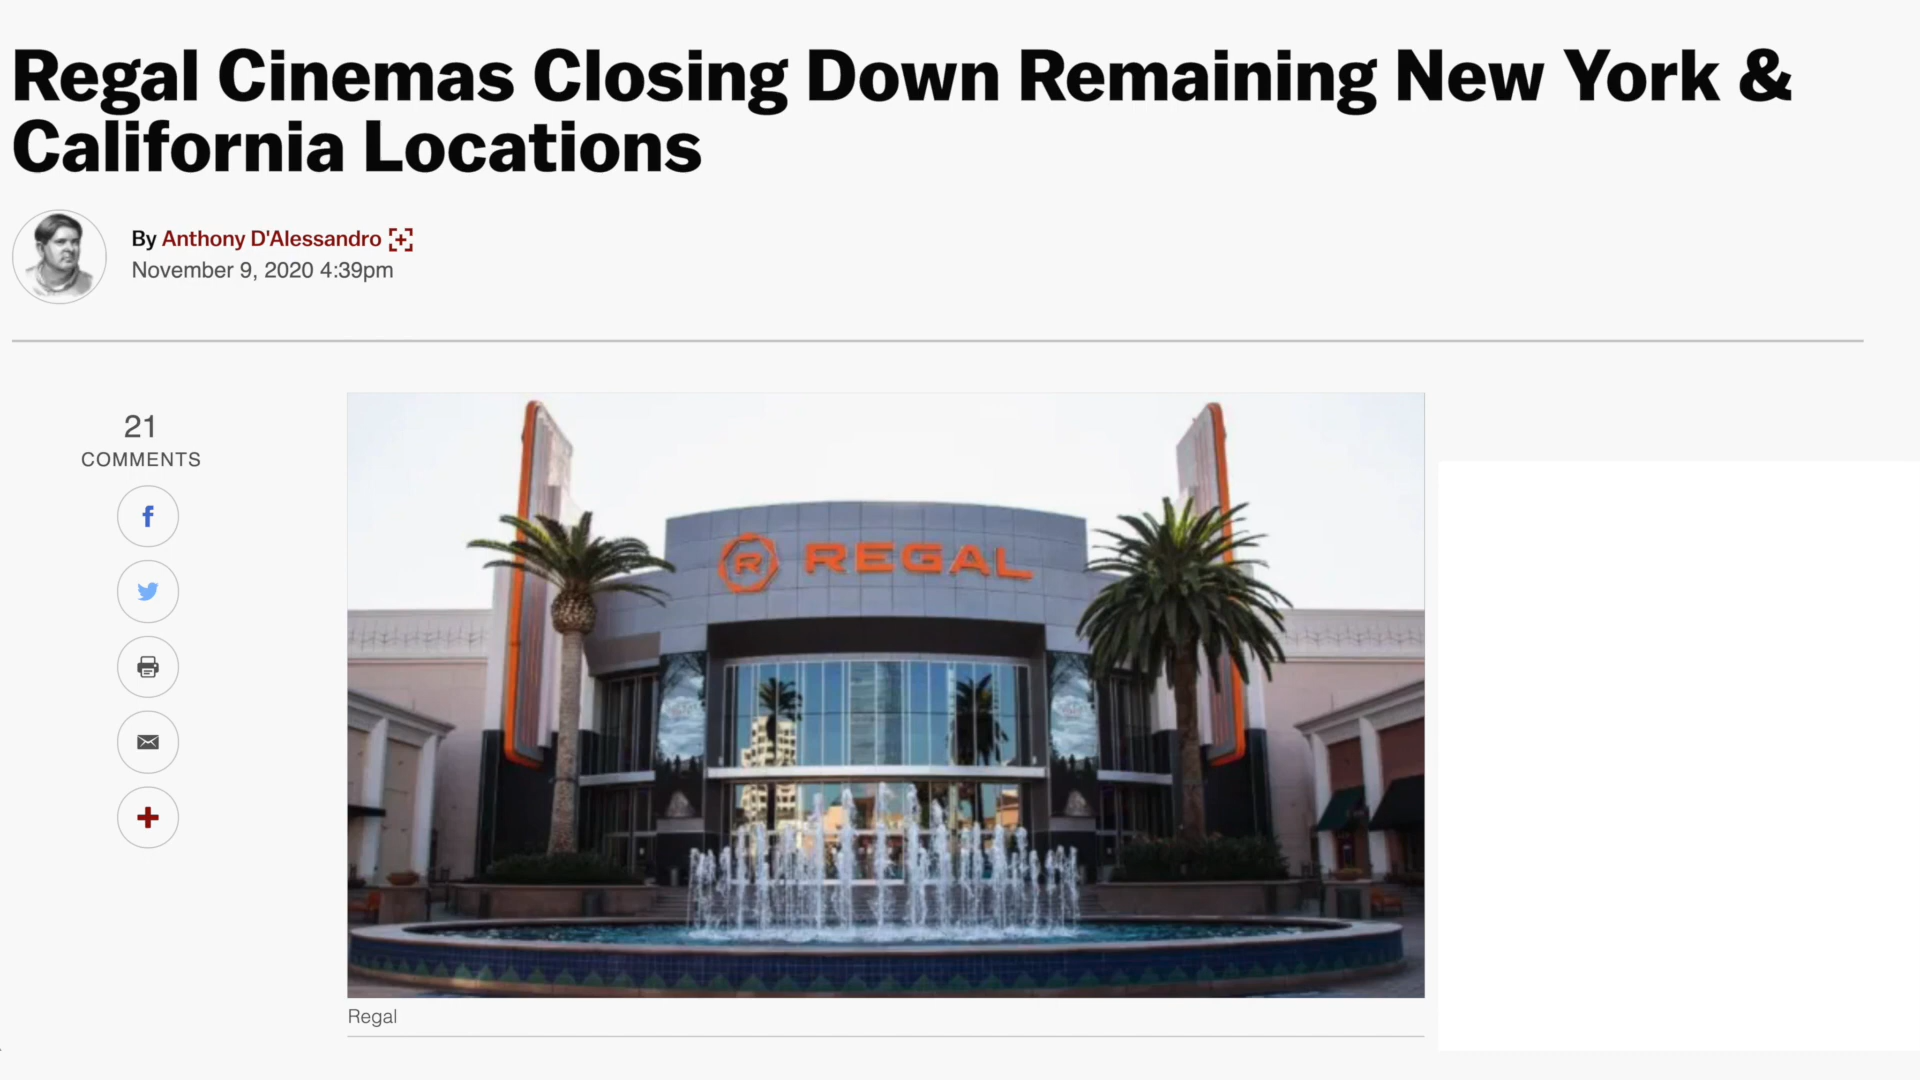 Regal Cinemas Closing Down Remaining New York &
California Locations
By Anthony D'Alessandro
November 9, 2020 4:39pm
21
COMMENTS
R REGAL
Regal